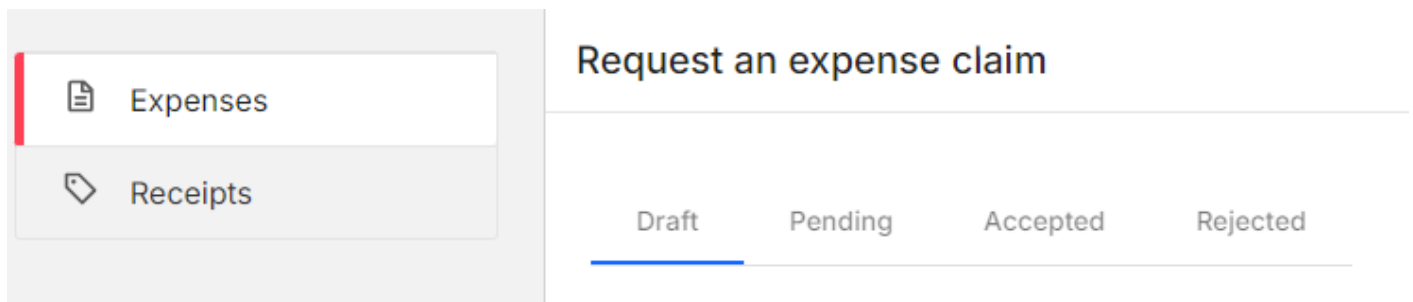 Expenses
Receipts
Request an expense claim
Draft Pending Accepted Rejected